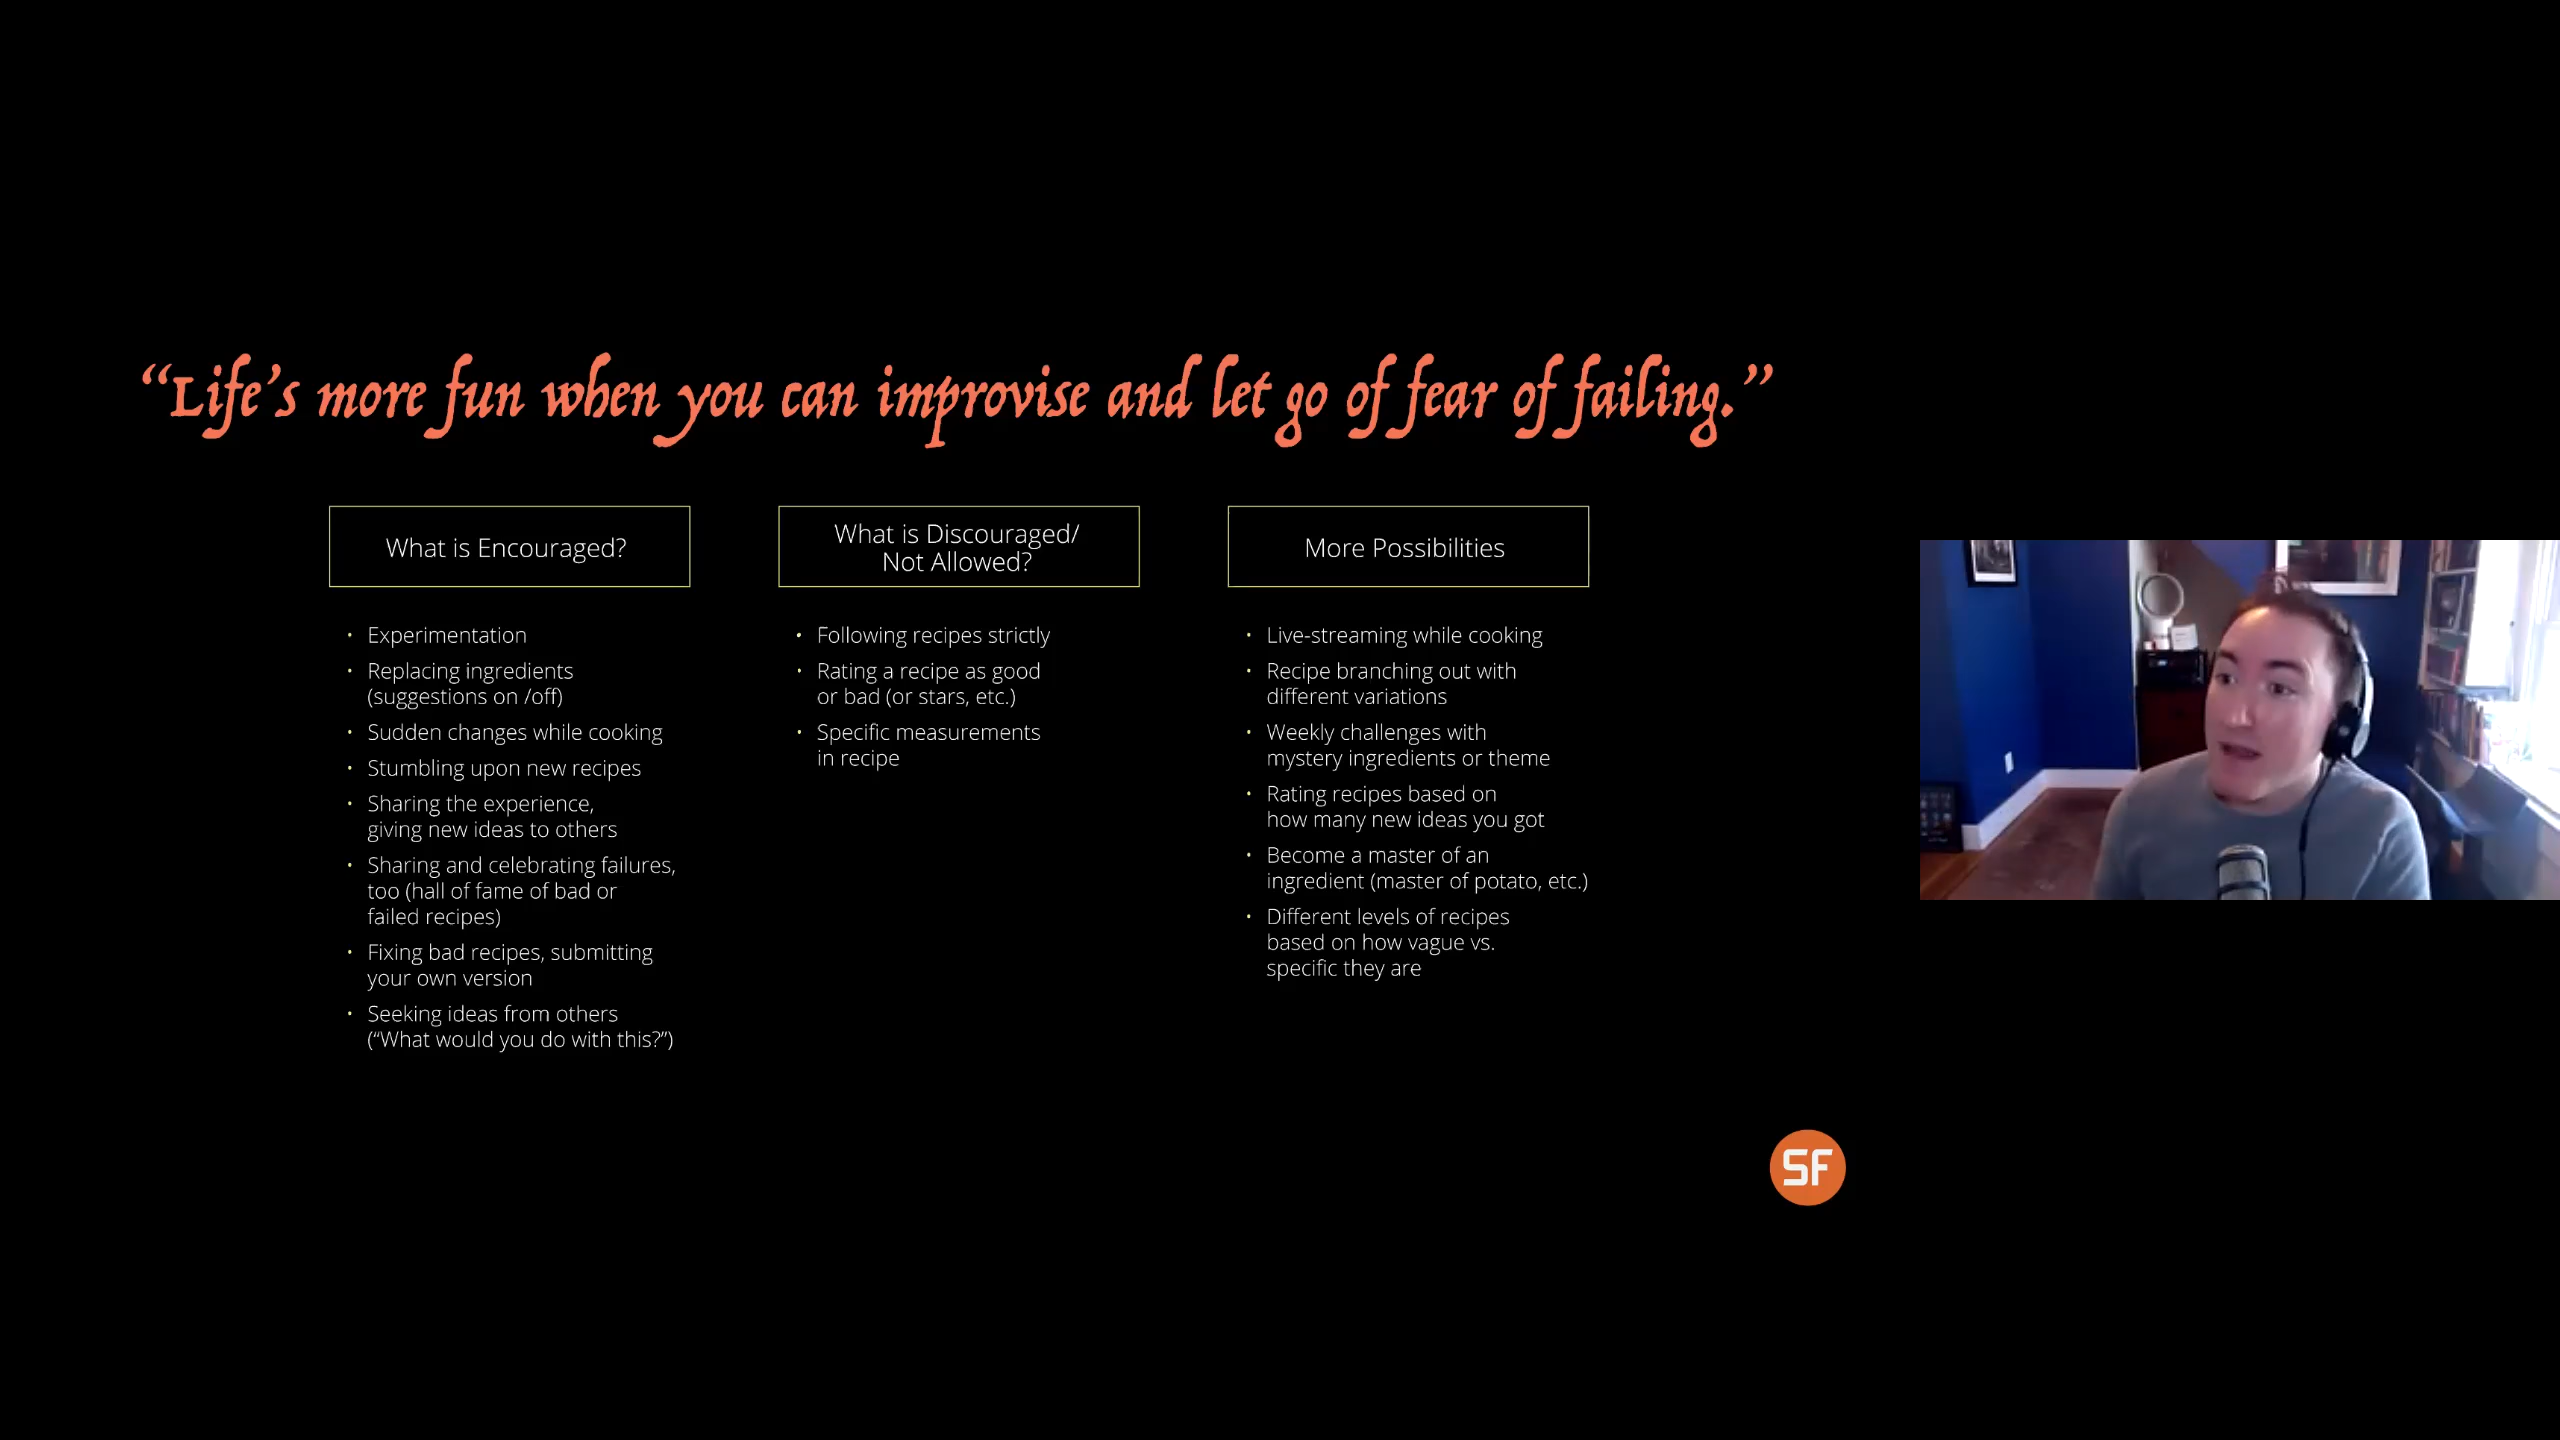 “Life’s more fun when you can improvise and let go of fear of failing.”
What is Encouraged?
• Experimentation
• Replacing ingredients
(suggestions on /off)
• Sudden changes while cooking
• Stumbling upon new recipes
• Sharing the experience,
giving new ideas to others
• Sharing and celebrating failures,
too (hall of fame of bad or
failed recipes)
• Fixing bad recipes, submitting
your own version
• Seeking ideas from others
(“What would you do with this?”)
What is Discouraged/
Not Allowed?
• Following recipes strictly
• Rating a recipe as good
or bad (or stars, etc.)
• Specific measurements
in recipe
More Possibilities
• Live-streaming while cooking
• Recipe branching out with
different variations
• Weekly challenges with
mystery ingredients or theme
• Rating recipes based on
how many new ideas you got
• Become a master of an
ingredient (master of potato, etc.)
• Different levels of recipes
based on how vague vs.
specific they are
SF